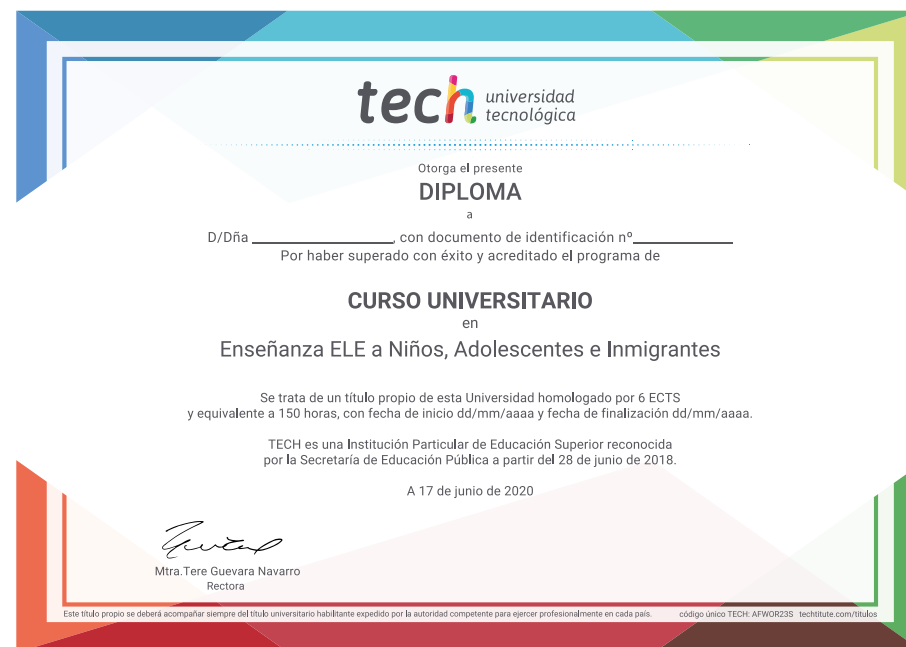 tech universidad
tecnológica
Otorga el presente
DIPLOMA
a
D/Dña ____________________, con documento de identificación nº______________
Por haber superado con éxito y acreditado el programa de
CURSO UNIVERSITARIO
en
Enseñanza ELE a Niños, Adolescentes e Inmigrantes
Se trata de un título propio de esta Universidad homologado por 6 ECTS
y equivalente a 150 horas, con fecha de inicio dd/mm/aaaa y fecha de finalización dd/mm/aaaa.
TECH es una Institución Particular de Educación Superior reconocida
por la Secretaría de Educación Pública a partir del 28 de junio de 2018.
A 17 de junio de 2020
Mtra.Tere Guevara Navarro
Rectora
Este título propio se deberá acompañar siempre del título universitario habilitante expedido por la autoridad competente para ejercer profesionalmente en cada país. código único TECH: AFWOR23S techtitute.com/titulos